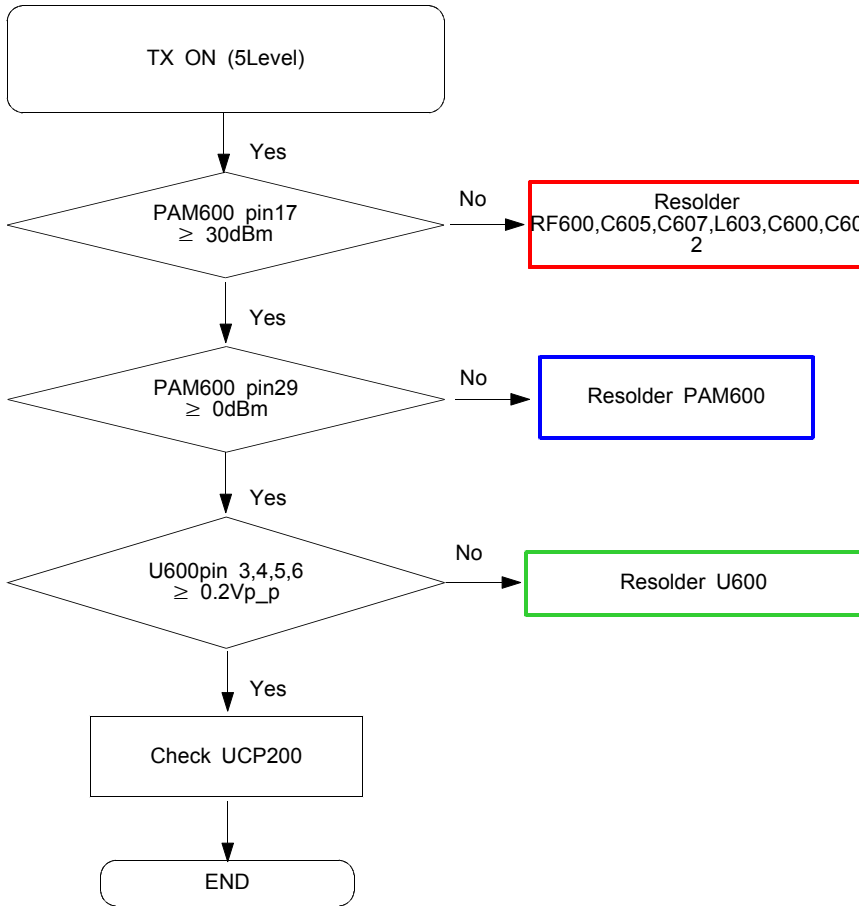 TX ON (5Level)
Yes
PAM600 pin17
≥ 30dBm
No
Resolder
RF600,C605,C607,L603,C600,C60
2
Yes
PAM600 pin29
≥ 0dBm
No
Resolder PAM600
Yes
U600pin 3,4,5,6
≥ 0.2Vp_p
No
Resolder U600
Yes
Check UCP200
END